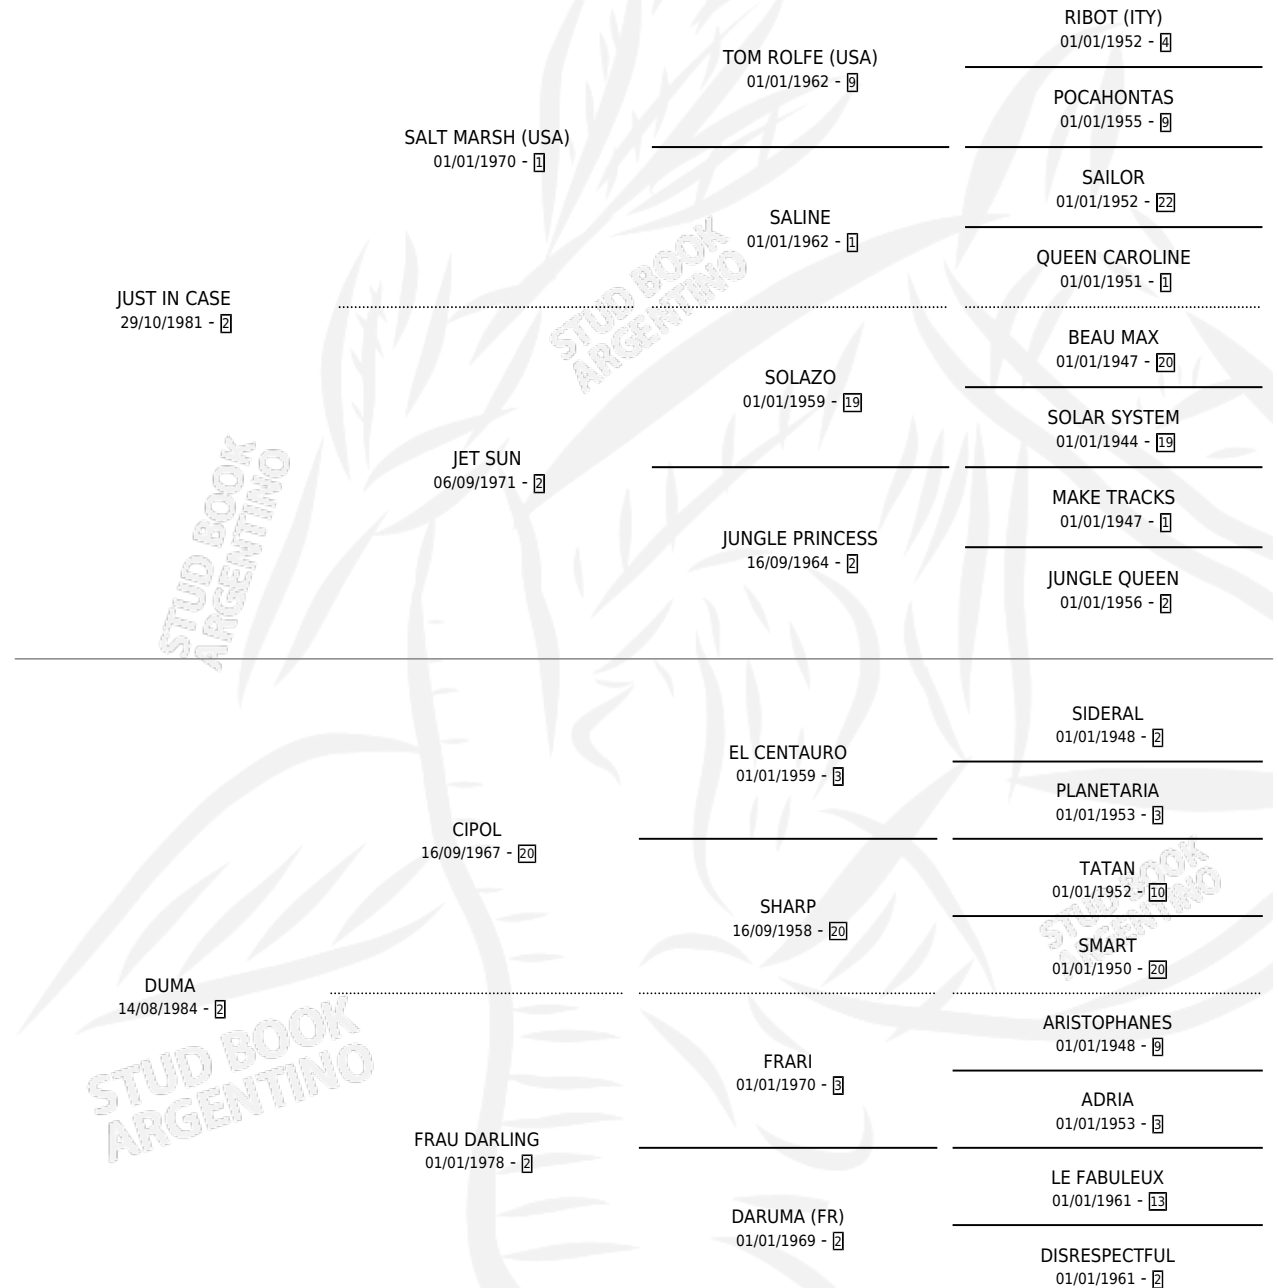 RIBOT (ITY)
01/01/1952 - 4
TOM ROLFE (USA)
01/01/1962 - 9
POCAHONTAS
01/01/1955 - 9
SALT MARSH (USA)
01/01/1970 - 1
SAILOR
01/01/1952 - 22
SALINE
01/01/1962 - 1
QUEEN CAROLINE
01/01/1951 - 1
JUST IN CASE
29/10/1981 - 2
STUD BOOK
ARGENTINO
BEAU MAX
01/01/1947 - 20
SOLAZO
01/01/1959 - 19
SOLAR SYSTEM
01/01/1944 - 19
JET SUN
06/09/1971 - 2
MAKE TRACKS
01/01/1947 - 1
JUNGLE PRINCESS
16/09/1964 - 2
JUNGLE QUEEN
01/01/1956 - 2
STUD BOOK
ARGENTINO
SIDERAL
01/01/1948 - 2
EL CENTAURO
01/01/1959 - 3
PLANETARIA
01/01/1953 - 3
CIPOL
16/09/1967 - 20
TATAN
01/01/1952 - 10
SHARP
16/09/1958 - 20
SMART
01/01/1950 - 20
STUD BOOK
ARGENTINO
DUMA
14/08/1984 - 2
STUD BOOK
ARGENTINO
ARISTOPHANES
01/01/1948 - 9
FRARI
01/01/1970 - 3
ADRIA
01/01/1953 - 3
FRAU DARLING
01/01/1978 - 2
LE FABULEUX
01/01/1961 - 13
DARUMA (FR)
01/01/1969 - 2
DISRESPECTFUL
01/01/1961 - 2